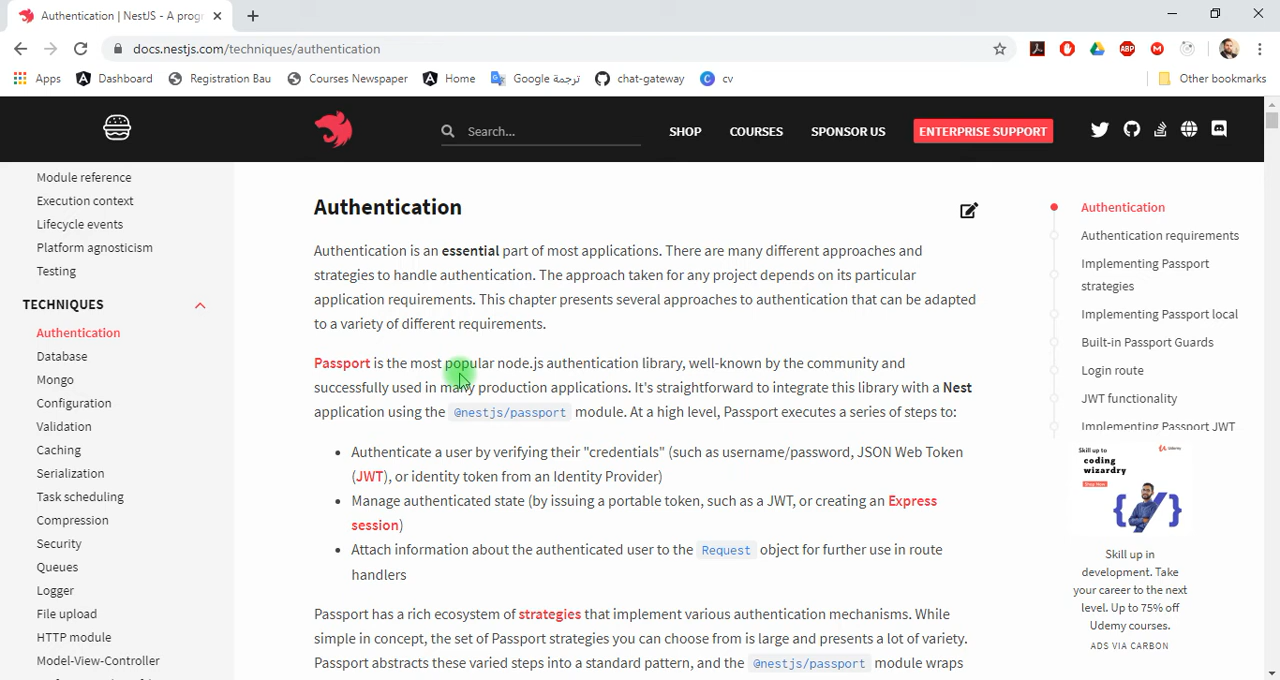 Authentication | NestJS - A prog
docs.nestjs.com/techniques/authentication
ABP
Apps Dashboard Registration Bau Courses Newspaper Home ترجمة Google chat-gateway cv Other bookmarks
Search... SHOP COURSES SPONSOR US ENTERPRISE SUPPORT
Module reference
Execution context
Lifecycle events
Platform agnosticism
Testing
TECHNIQUES
Authentication
Database
Mongo
Configuration
Validation
Caching
Serialization
Task scheduling
Compression
Security
Queues
Logger
File upload
HTTP module
Model-View-Controller
Authentication
Authentication is an essential part of most applications. There are many different approaches and
strategies to handle authentication. The approach taken for any project depends on its particular
application requirements. This chapter presents several approaches to authentication that can be adapted
to a variety of different requirements.
Passport is the most popular node.js authentication library, well-known by the community and
successfully used in many production applications. It's straightforward to integrate this library with a Nest
application using the @nestjs/passport module. At a high level, Passport executes a series of steps to:
• Authenticate a user by verifying their "credentials" (such as username/password, JSON Web Token
(JWT), or identity token from an Identity Provider)
• Manage authenticated state (by issuing a portable token, such as a JWT, or creating an Express
session)
• Attach information about the authenticated user to the Request object for further use in route
handlers
Passport has a rich ecosystem of strategies that implement various authentication mechanisms. While
simple in concept, the set of Passport strategies you can choose from is large and presents a lot of variety.
Passport abstracts these varied steps into a standard pattern, and the @nestjs/passport module wraps
Authentication
Authentication requirements
Implementing Passport
strategies
Implementing Passport local
Built-in Passport Guards
Login route
JWT functionality
Implementing Passport JWT
Skill up to
coding
wizardry
Udemy
Skill up in
development. Take
your career to the next
level. Up to 75% off
Udemy courses.
ADS VIA CARBON